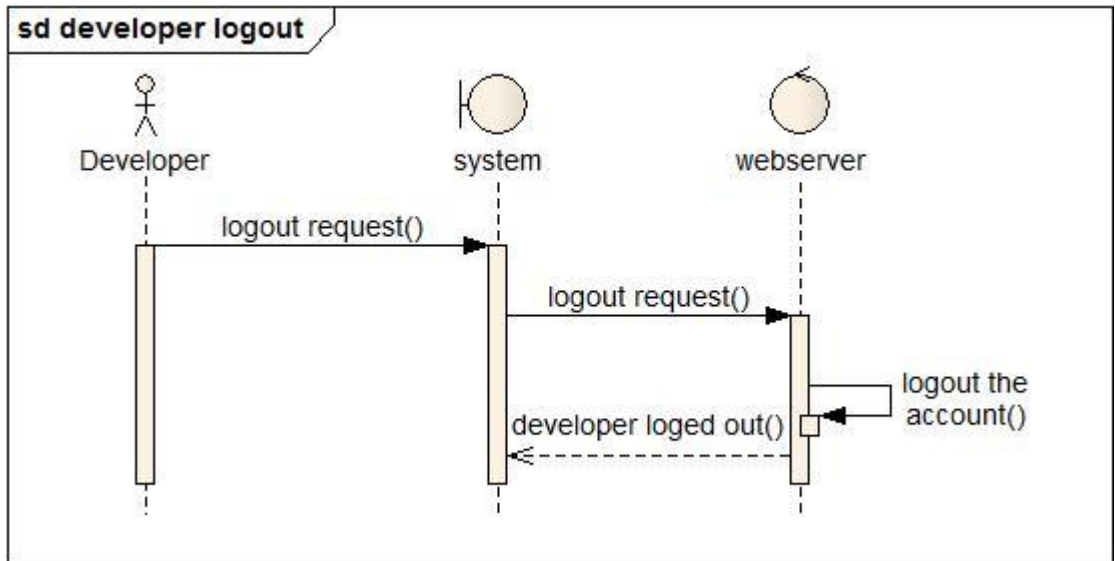 sd developer logout
Developer
system
webserver
logout request()
logout request()
logout the
account()
developer loged out()